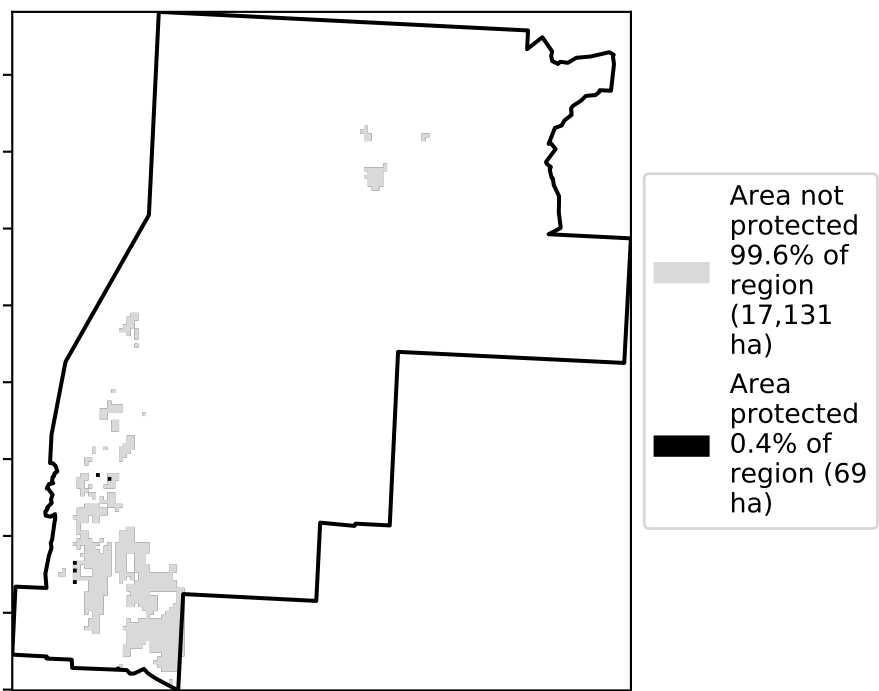 Area not
protected
99.6% of
region
(17,131
ha)
Area
protected
0.4% of
region (69
ha)